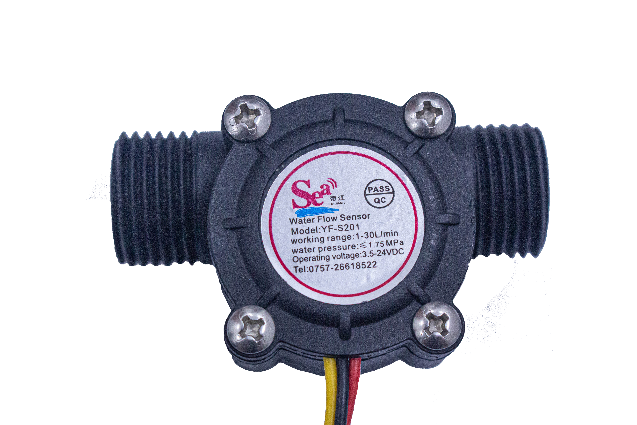 Sea
PASS
QC
Water Flow Sensor
Model:YF-S201
working range:1-30L/min
water pressure:≤1.75MPa
Operating voltage:3.5-24VDC
Tel:0757-26618522